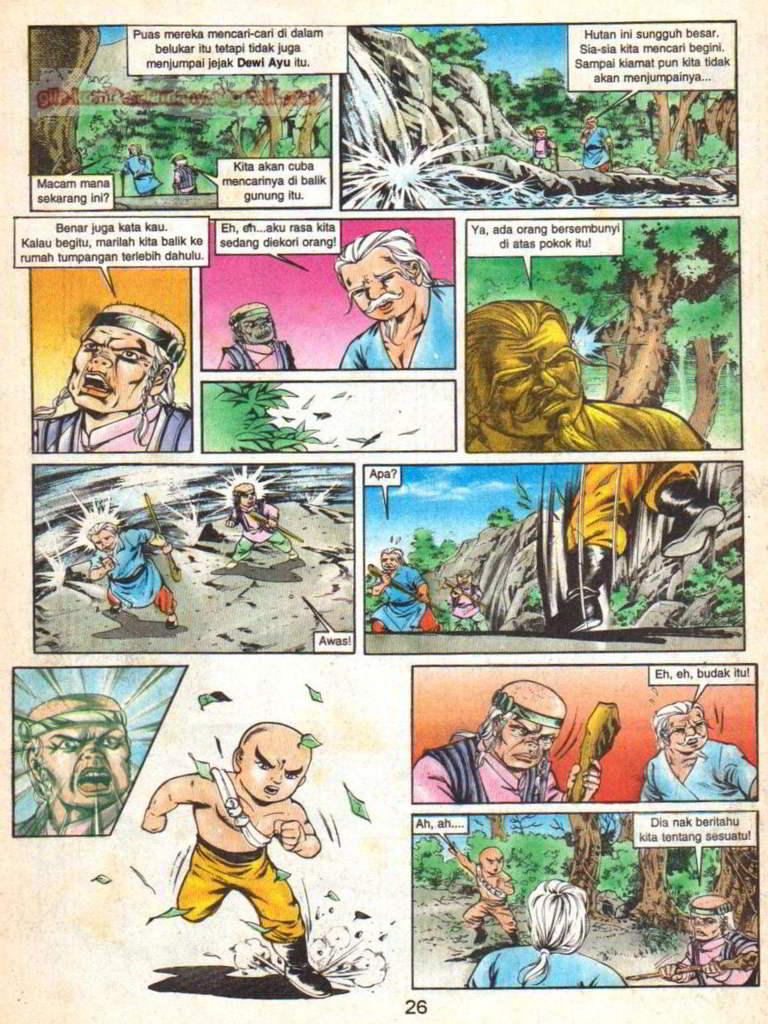 Puas mereka mencari-cari di dalam
belukar itu tetapi tidak juga
menjumpai jejak Dewi Ayu itu.
Macam mana
sekarang ini?
Kita akan cuba
mencarinya di balik
gunung itu.
Hutan ini sungguh besar.
Sia-sia kita mencari begini.
Sampai kiamat pun kita tidak
akan menjumpainya...
Benar juga kata kau.
Kalau begitu, marilah kita balik ke
rumah tumpangan terlebih dahulu.
Eh, eh...aku rasa kita
sedang diekori orang!
Ya, ada orang bersembunyi
di atas pokok itu!
Awas!
Apa?
Eh, eh, budak itu!
Ah, ah....
Dia nak beritahu
kita tentang sesuatu!
26